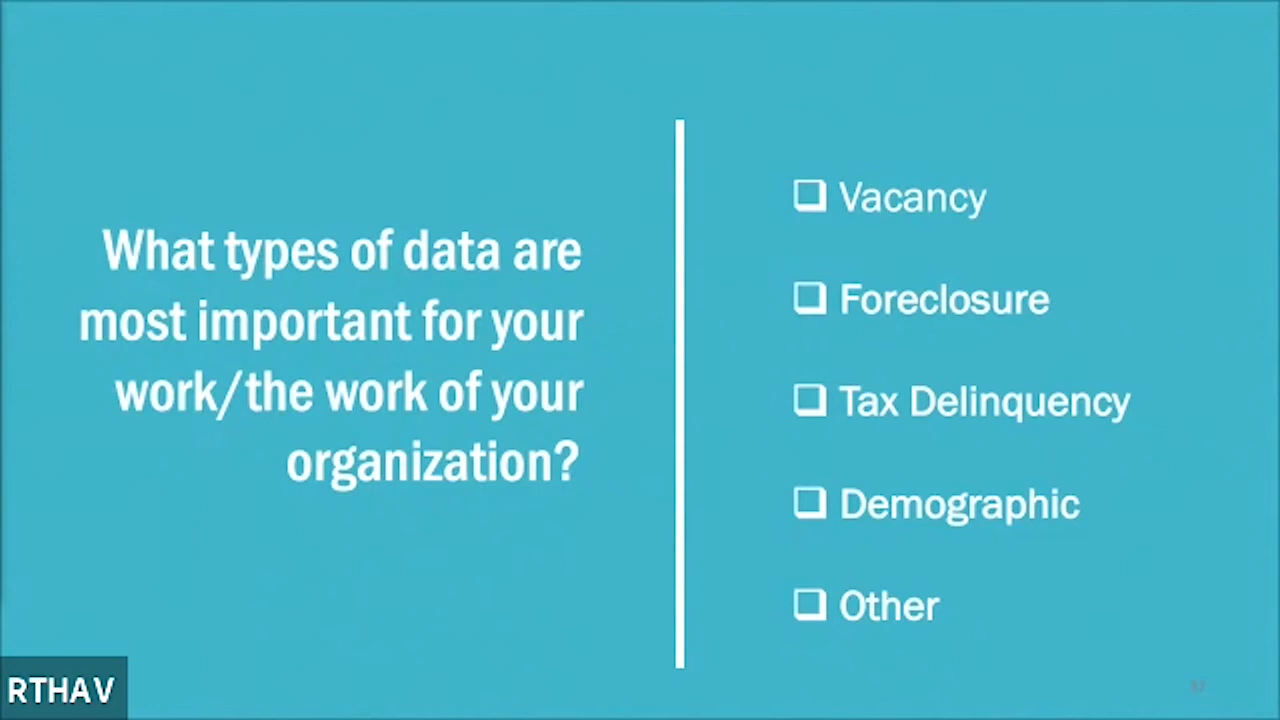 What types of data are
most important for your
work/the work of your
organization?
Vacancy
Foreclosure
Tax Delinquency
Demographic
Other
RTHAV